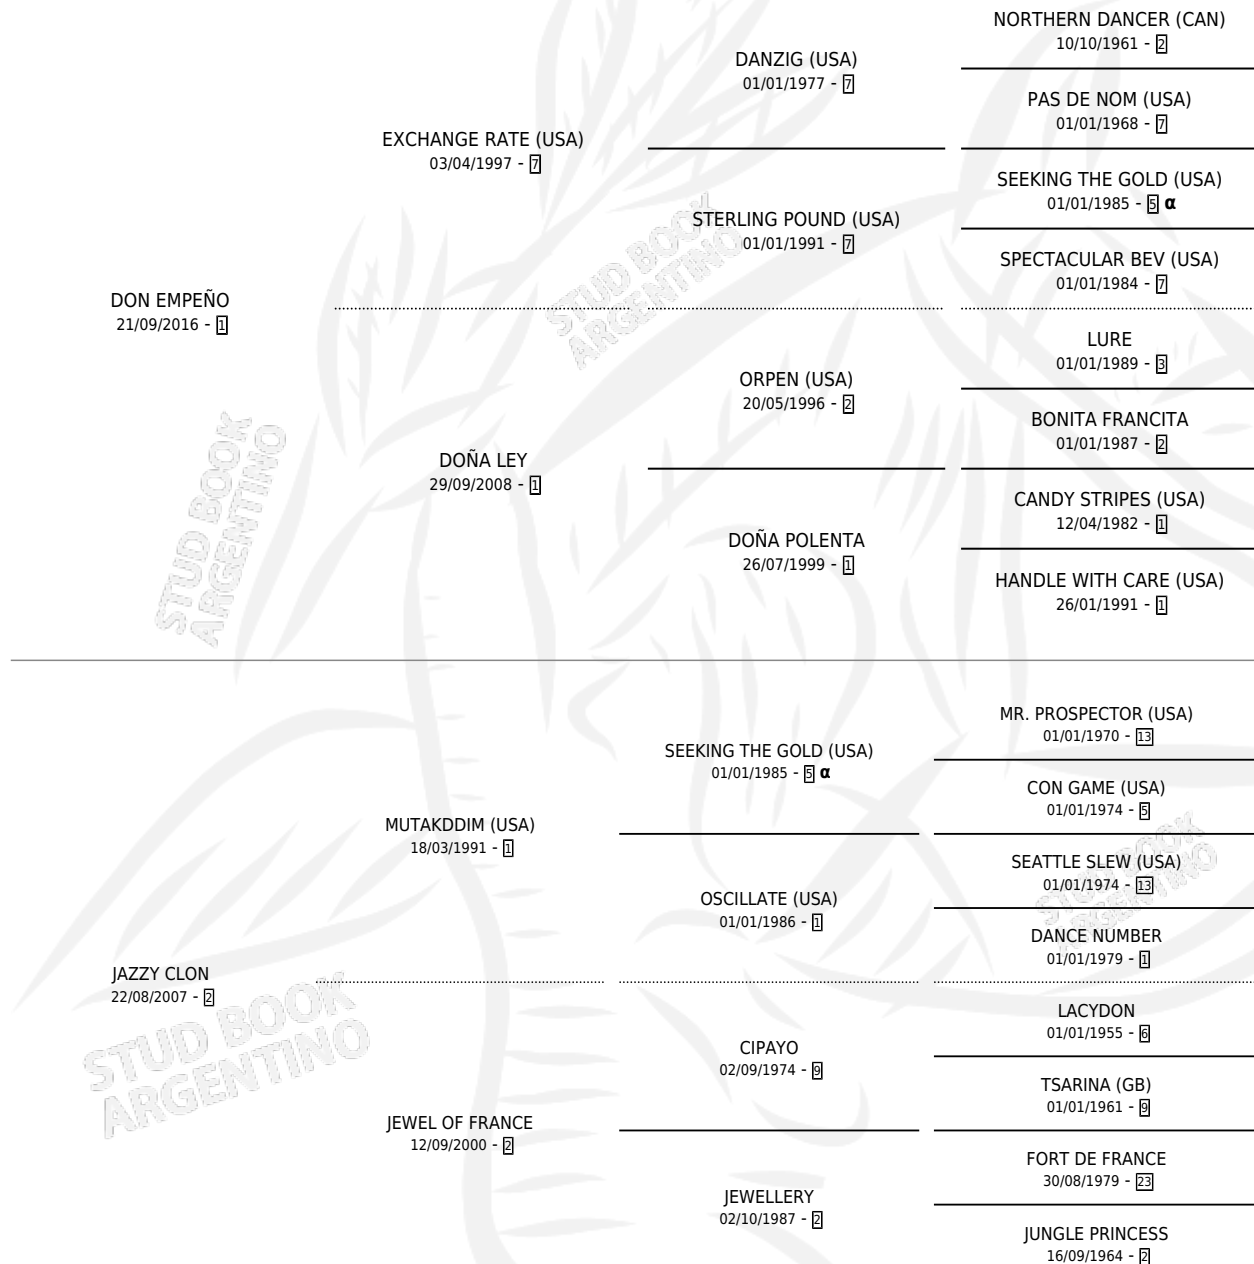 NORTHERN DANCER (CAN)
10/10/1961 - 2
DANZIG (USA)
01/01/1977 - 7
PAS DE NOM (USA)
01/01/1968 - 7
EXCHANGE RATE (USA)
03/04/1997 - 7
SEEKING THE GOLD (USA)
01/01/1985 - 5 α
STERLING POUND (USA)
01/01/1991 - 7
SPECTACULAR BEV (USA)
01/01/1984 - 7
DON EMPEÑO
21/09/2016 - 1
LURE
01/01/1989 - 3
ORPEN (USA)
20/05/1996 - 2
BONITA FRANCITA
01/01/1987 - 2
DOÑA LEY
29/09/2008 - 1
CANDY STRIPES (USA)
12/04/1982 - 1
DOÑA POLENTA
26/07/1999 - 1
HANDLE WITH CARE (USA)
26/01/1991 - 1
MR. PROSPECTOR (USA)
01/01/1970 - 13
SEEKING THE GOLD (USA)
01/01/1985 - 5 α
CON GAME (USA)
01/01/1974 - 5
MUTAKDDIM (USA)
18/03/1991 - 1
SEATTLE SLEW (USA)
01/01/1974 - 13
OSCILLATE (USA)
01/01/1986 - 1
DANCE NUMBER
01/01/1979 - 1
JAZZY CLON
22/08/2007 - 2
LACYDON
01/01/1955 - 6
CIPAYO
02/09/1974 - 9
TSARINA (GB)
01/01/1961 - 9
JEWEL OF FRANCE
12/09/2000 - 2
FORT DE FRANCE
30/08/1979 - 23
JEWELLERY
02/10/1987 - 2
JUNGLE PRINCESS
16/09/1964 - 2
STUD BOOK
ARGENTINO
STUD BOOK
ARGENTINO
STUD BOOK
ARGENTINO
STUD BOOK
ARGENTINO